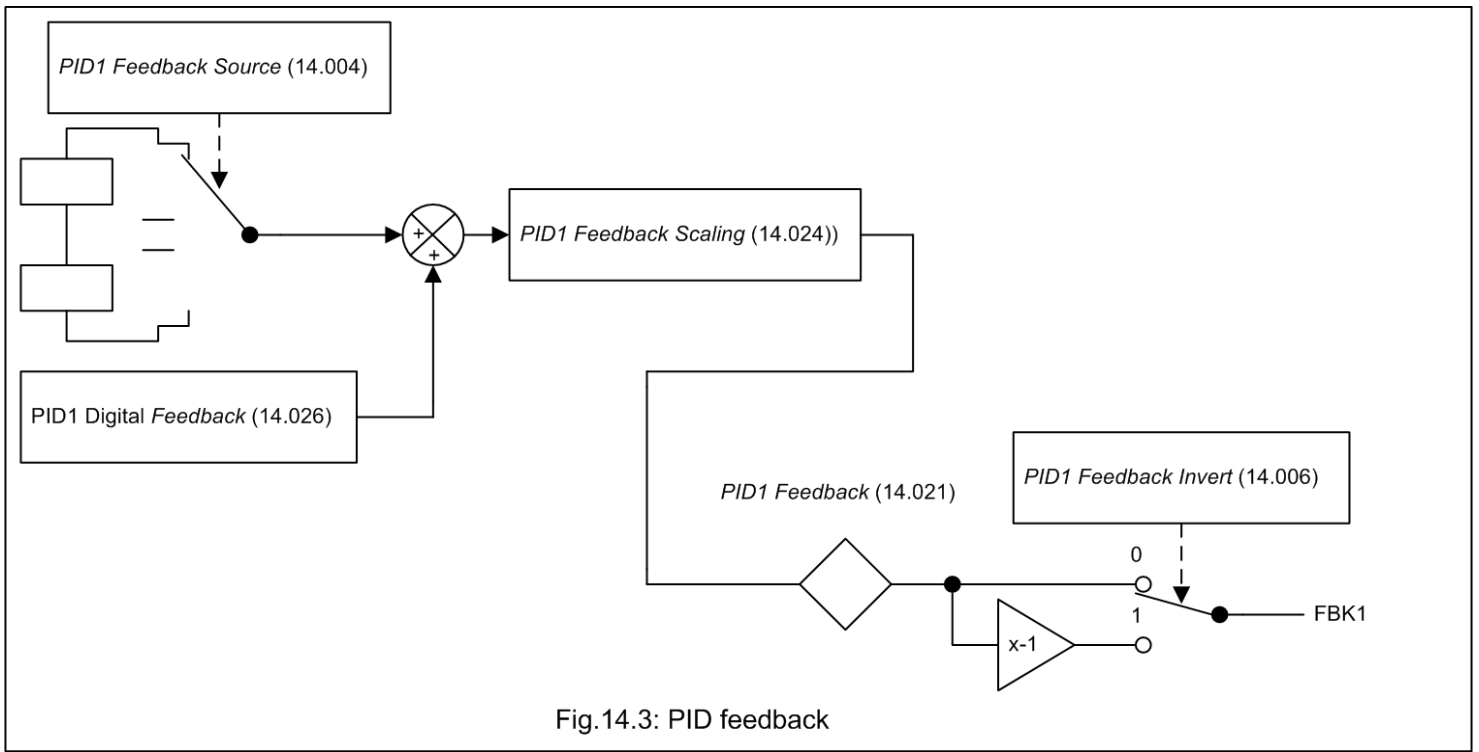 PID1 Feedback Source (14.004)
+
+
PID1 Feedback Scaling (14.024))
PID1 Digital Feedback (14.026)
PID1 Feedback (14.021)
PID1 Feedback Invert (14.006)
0
1
x-1
FBK1
Fig.14.3: PID feedback